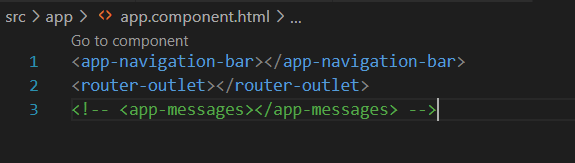 src > app > <> app.component.html > ...
Go to component
1 <app-navigation-bar></app-navigation-bar>
2 <router-outlet></router-outlet>
3 <!-- <app-messages></app-messages> -->